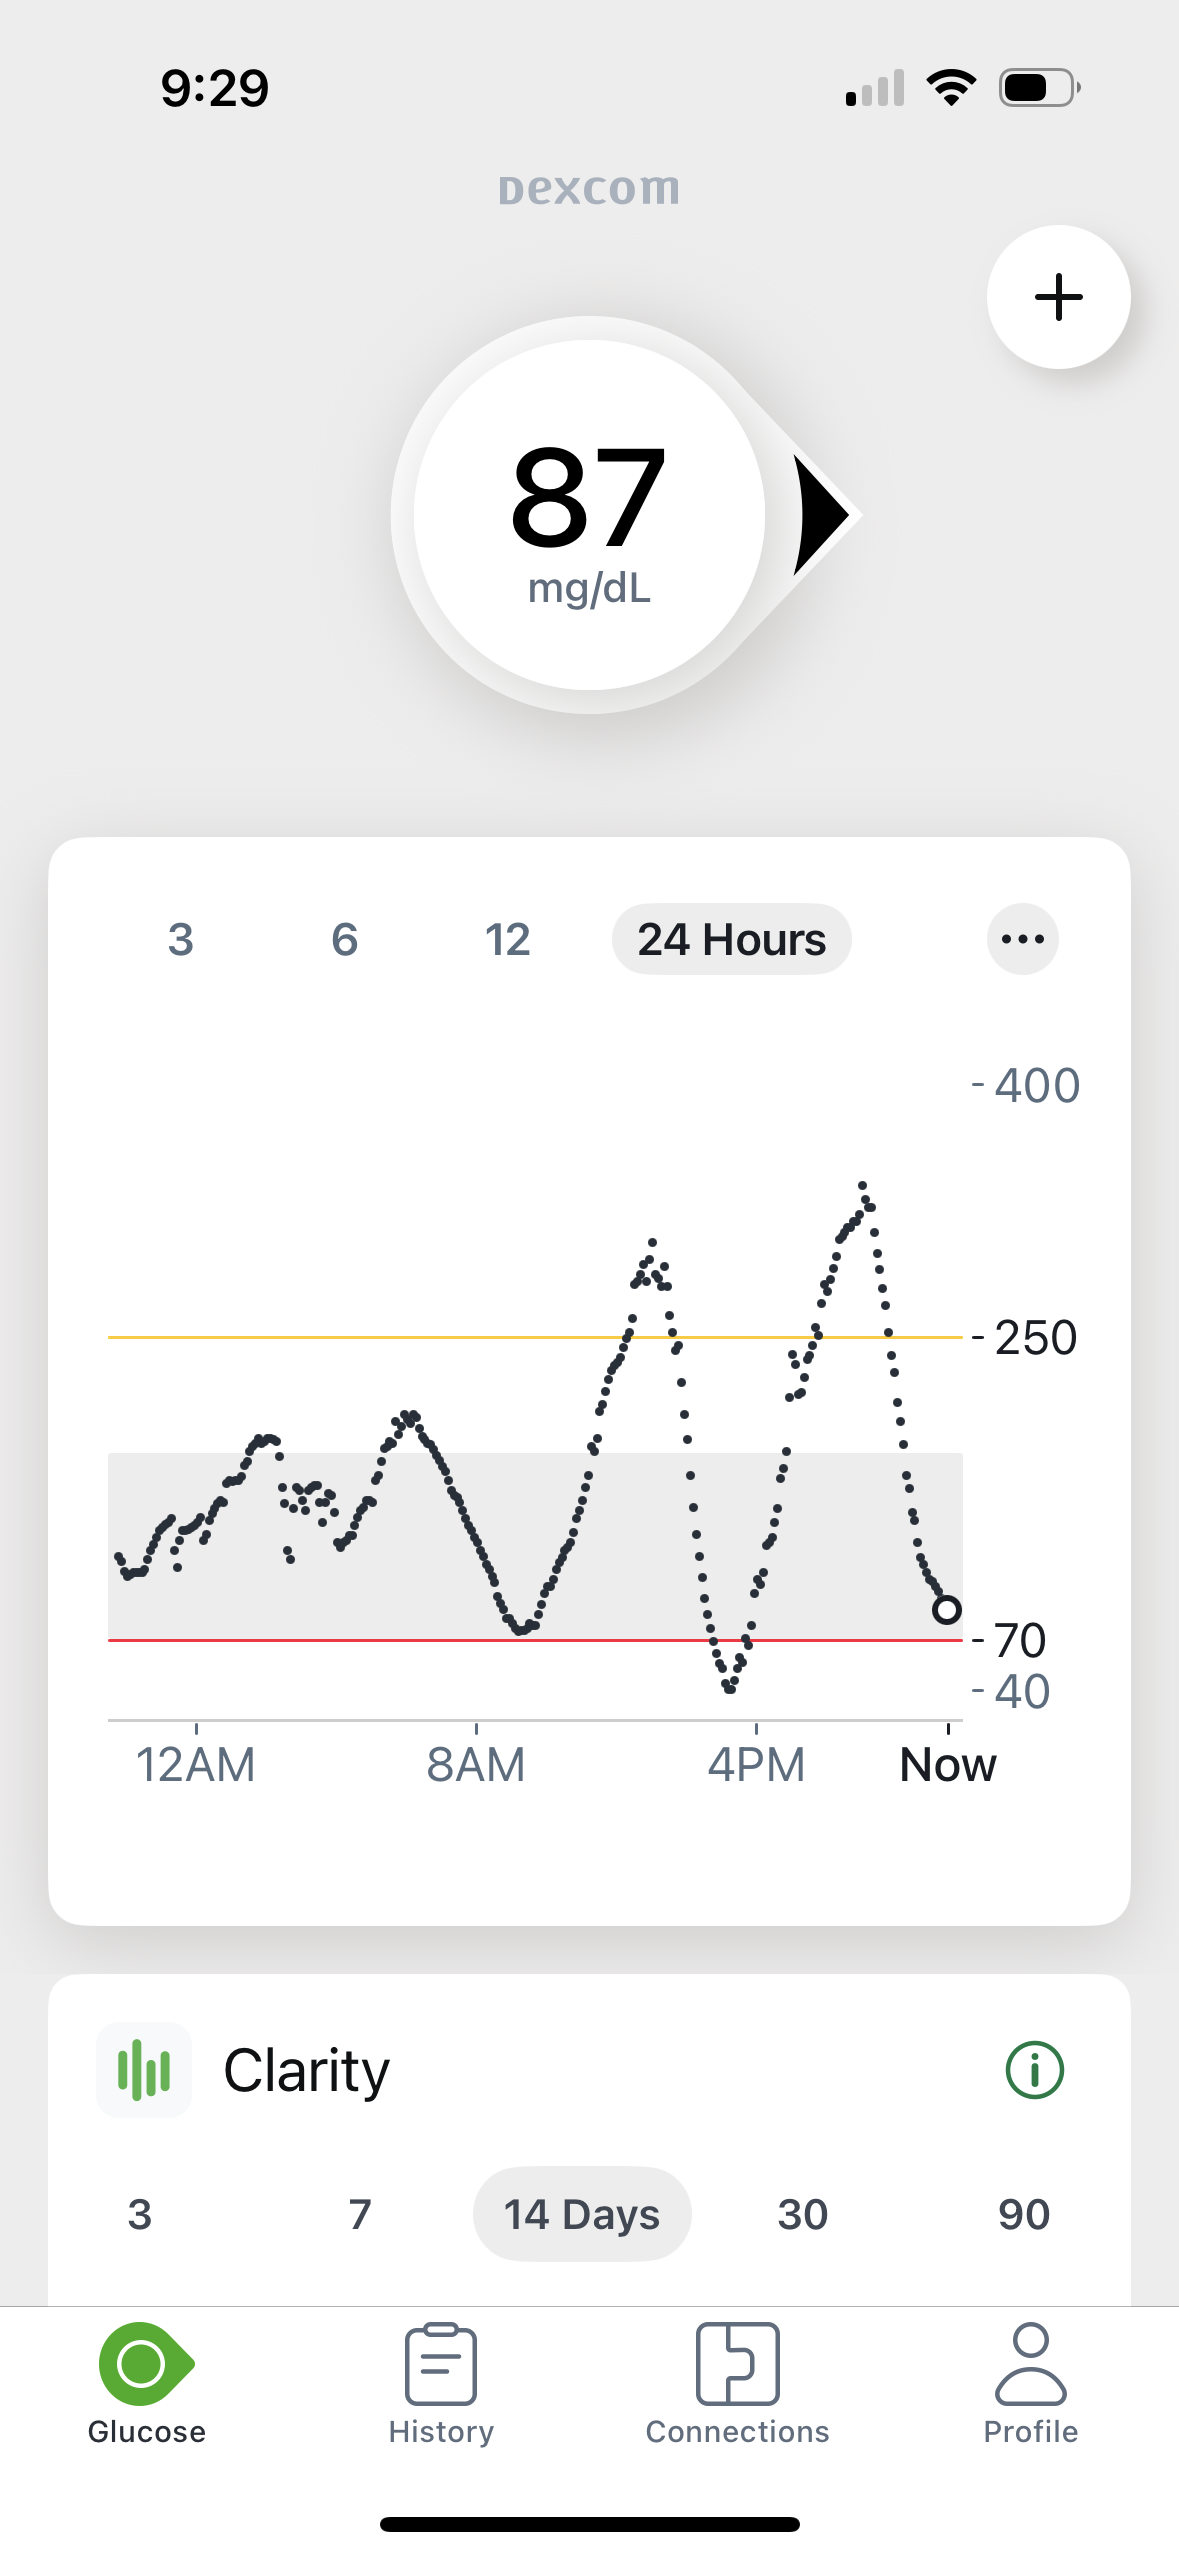 9:29
Dexcom
87
mg/dL
3 6 12 24 Hours
400
250
70
40
12AM 8AM 4PM Now
Clarity
3 7 14 Days 30 90
Glucose History Connections Profile